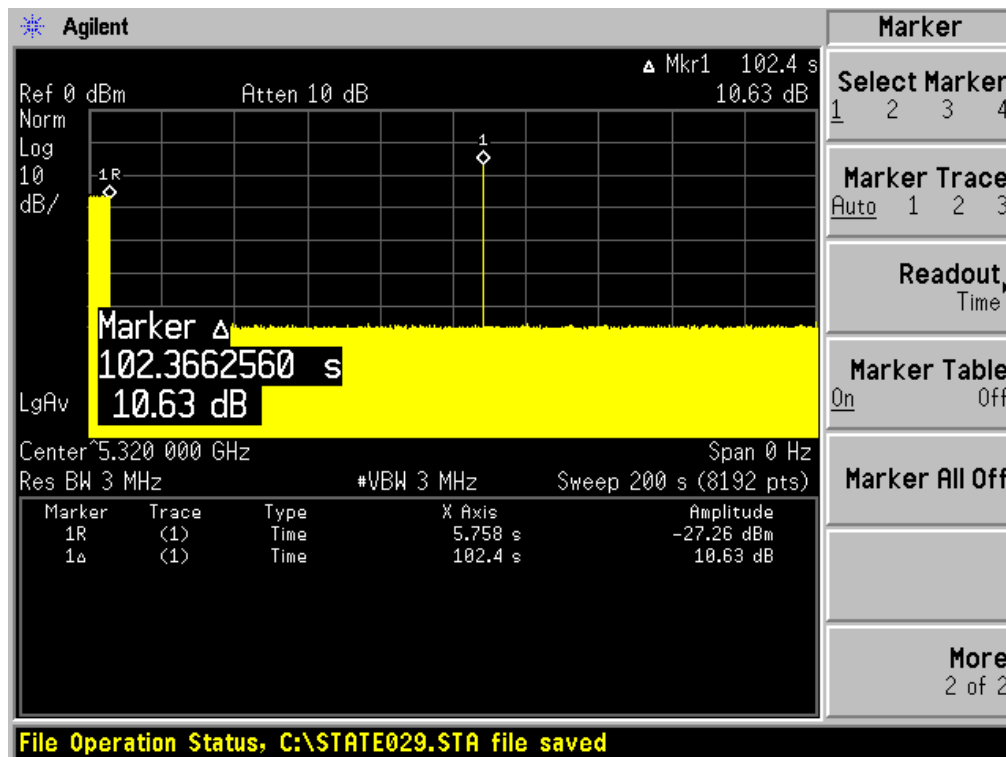 Agilent
Marker
Δ Mkr1 102.4 s
Ref 0 dBm Atten 10 dB 10.63 dB
Norm
Log
10
dB/
1R
1
Marker Δ
102.3662560 s
10.63 dB
LgAv
Center 5.320 000 GHz Span 0 Hz
Res BW 3 MHz #VBW 3 MHz Sweep 200 s (8192 pts)
Marker Trace Type X Axis Amplitude
1R (1) Time 5.758 s -27.26 dBm
1Δ (1) Time 102.4 s 10.63 dB
Select Marker
1 2 3 4
Marker Trace
Auto 1 2 3
Readout
Time
Marker Table
On Off
Marker All Off
More
2 of 2
File Operation Status, C:\STATE029.STA file saved